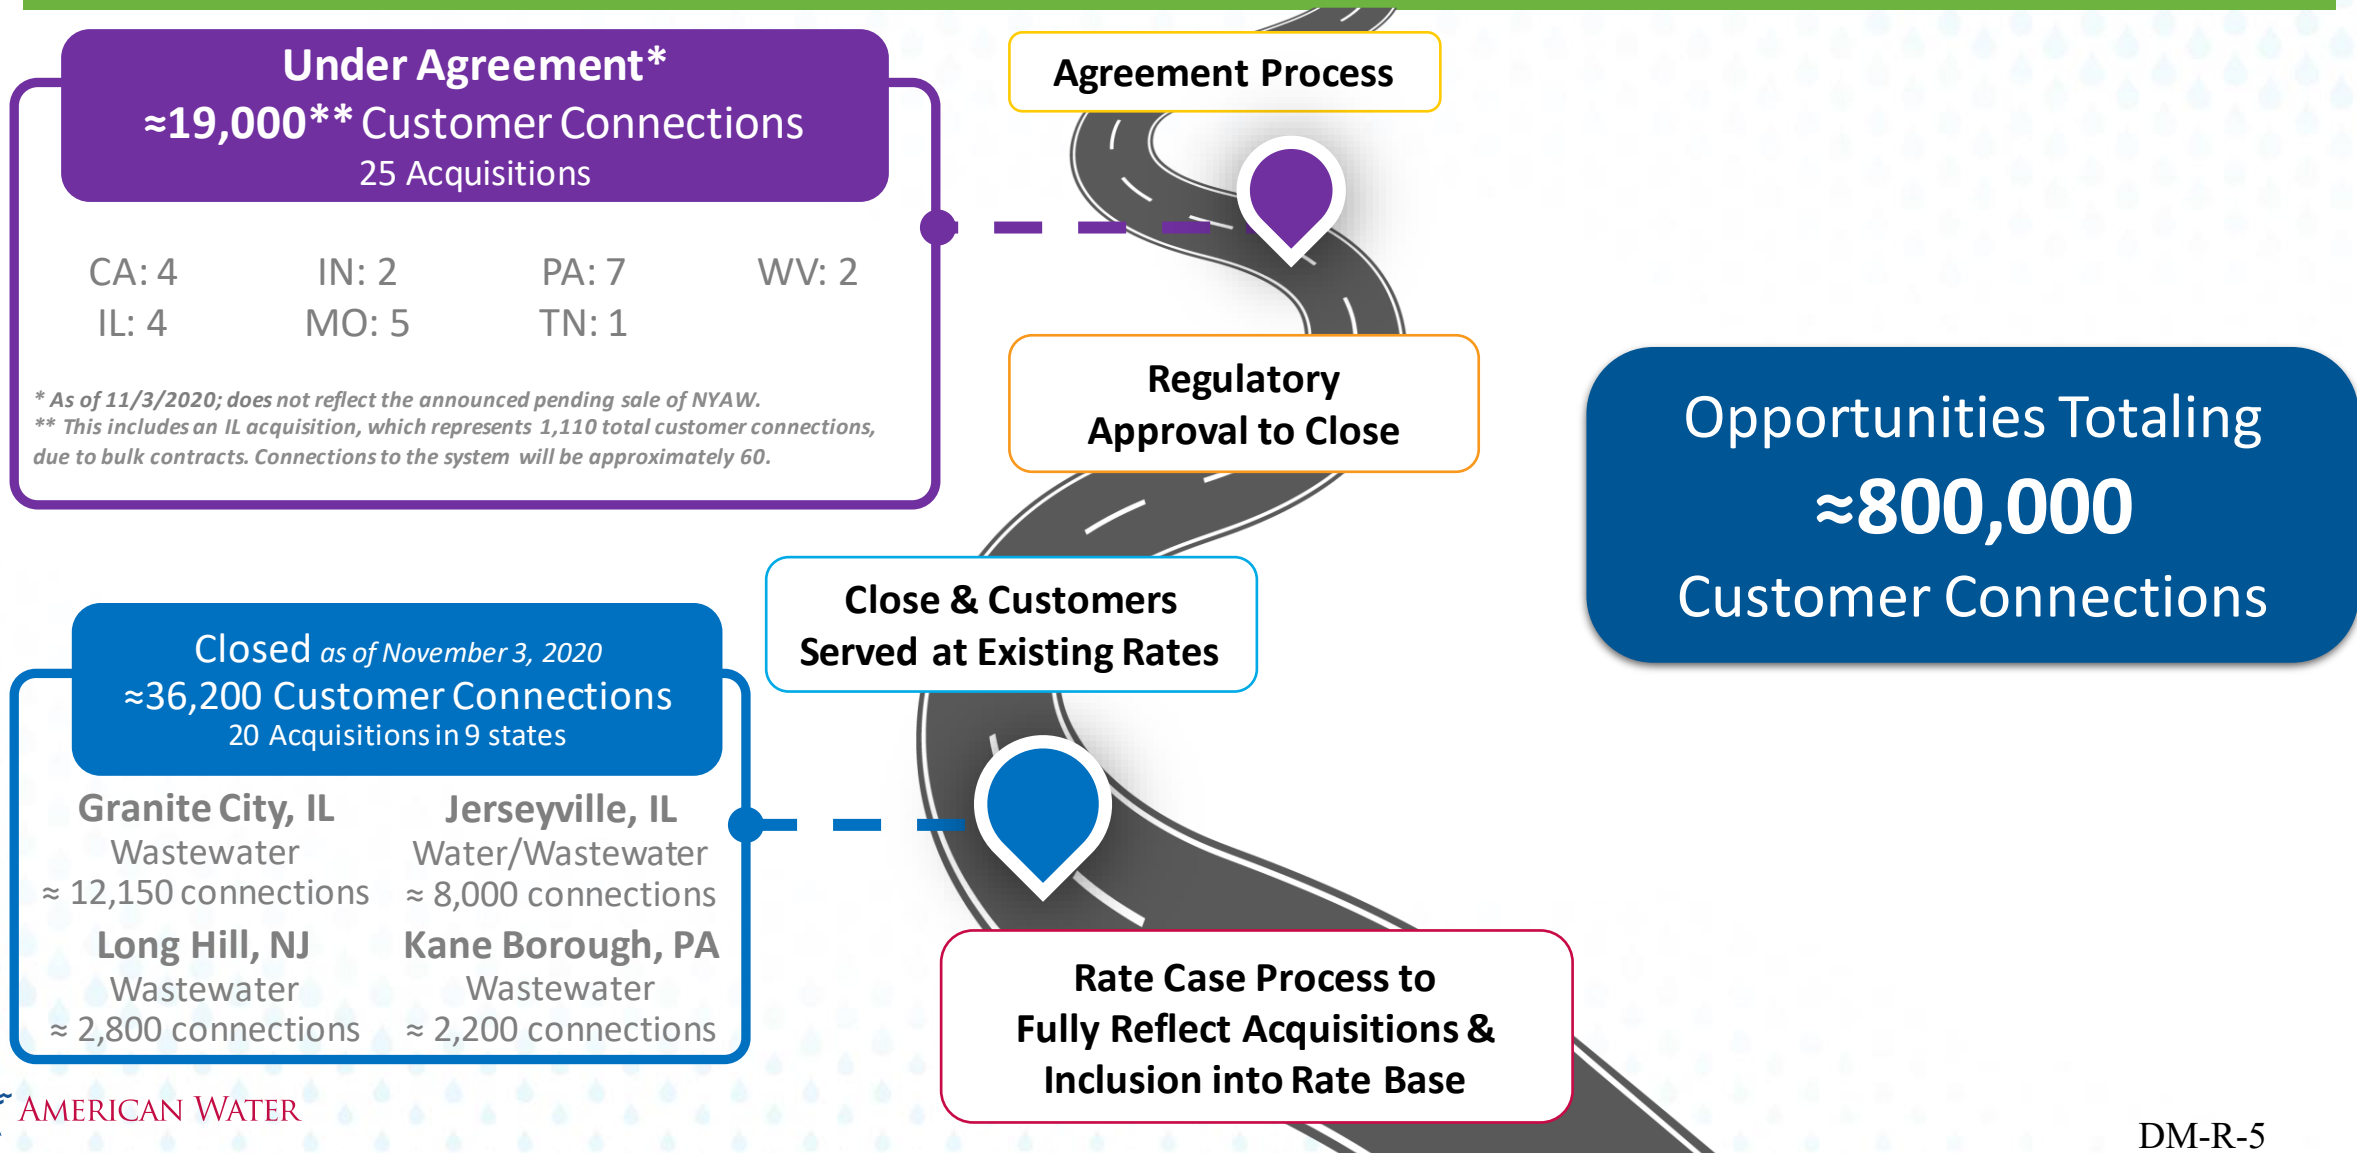 Under Agreement*
≈19,000** Customer Connections
25 Acquisitions
CA: 4 IN: 2 PA: 7 WV: 2
IL: 4 MO: 5 TN: 1
* As of 11/3/2020; does not reflect the announced pending sale of NYAW.
** This includes an IL acquisition, which represents 1,110 total customer connections,
due to bulk contracts. Connections to the system will be approximately 60.
Closed as of November 3, 2020
≈36,200 Customer Connections
20 Acquisitions in 9 states
Granite City, IL
Wastewater
≈ 12,150 connections
Jerseyville, IL
Water/Wastewater
≈ 8,000 connections
Long Hill, NJ
Wastewater
≈ 2,800 connections
Kane Borough, PA
Wastewater
≈ 2,200 connections
Agreement Process
Regulatory
Approval to Close
Close & Customers
Served at Existing Rates
Rate Case Process to
Fully Reflect Acquisitions &
Inclusion into Rate Base
Opportunities Totaling
≈800,000
Customer Connections
AMERICAN WATER
DM-R-5